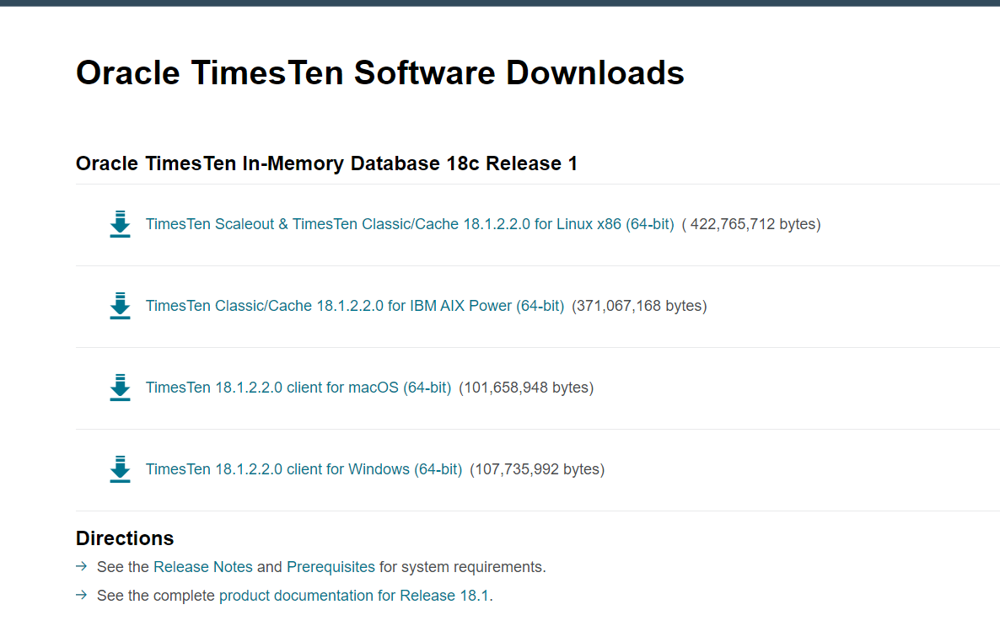 Oracle TimesTen Software Downloads
Oracle TimesTen In-Memory Database 18c Release 1
TimesTen Scaleout & TimesTen Classic/Cache 18.1.2.2.0 for Linux x86 (64-bit) ( 422,765,712 bytes)
TimesTen Classic/Cache 18.1.2.2.0 for IBM AIX Power (64-bit) (371,067,168 bytes)
TimesTen 18.1.2.2.0 client for macOS (64-bit) (101,658,948 bytes)
TimesTen 18.1.2.2.0 client for Windows (64-bit) (107,735,992 bytes)
Directions
→ See the Release Notes and Prerequisites for system requirements.
→ See the complete product documentation for Release 18.1.